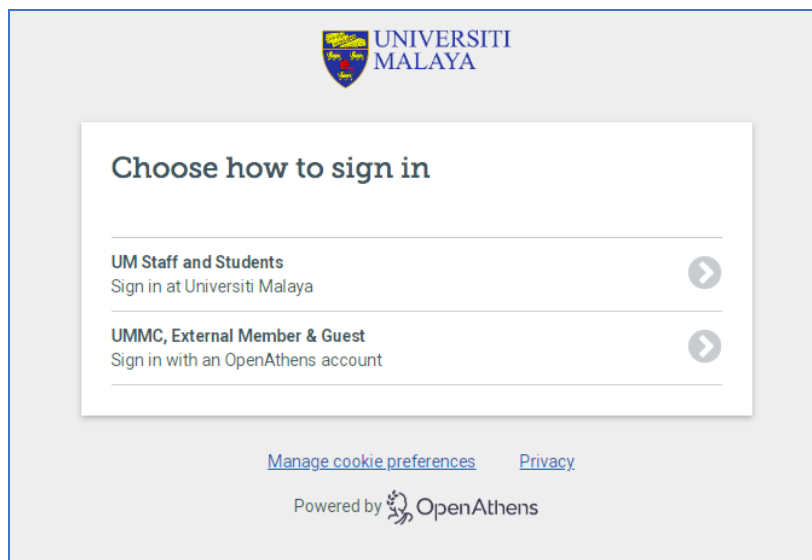 UNIVERSITI
MALAYA
Choose how to sign in
UM Staff and Students
Sign in at Universiti Malaya
UMMC, External Member & Guest
Sign in with an OpenAthens account
Manage cookie preferences Privacy
Powered by OpenAthens